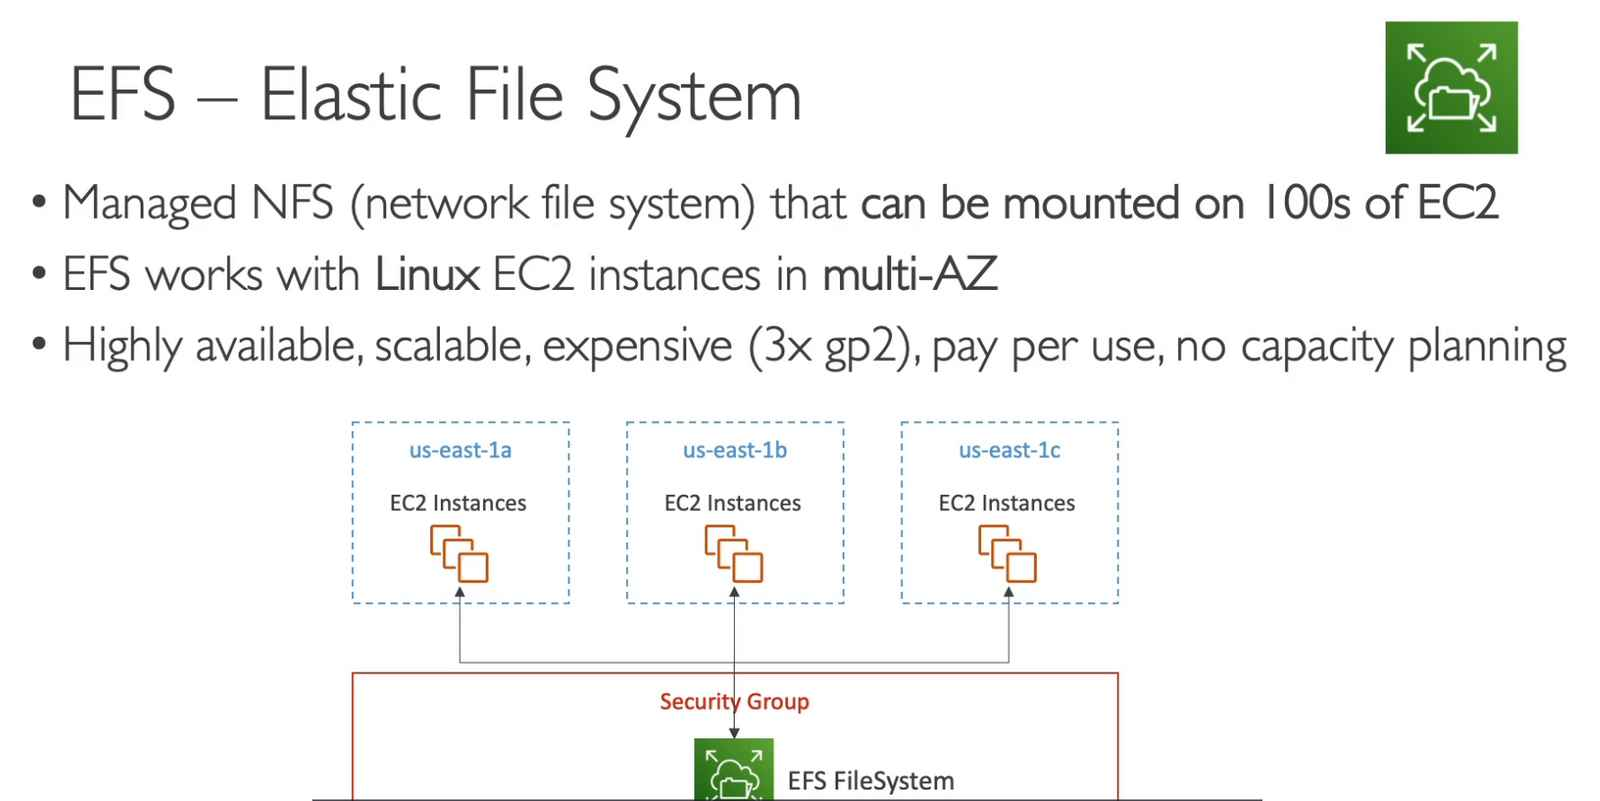 EFS – Elastic File System
• Managed NFS (network file system) that can be mounted on 100s of EC2
• EFS works with Linux EC2 instances in multi-AZ
• Highly available, scalable, expensive (3x gp2), pay per use, no capacity planning
us-east-1a
us-east-1b
us-east-1c
EC2 Instances
EC2 Instances
EC2 Instances
Security Group
EFS FileSystem